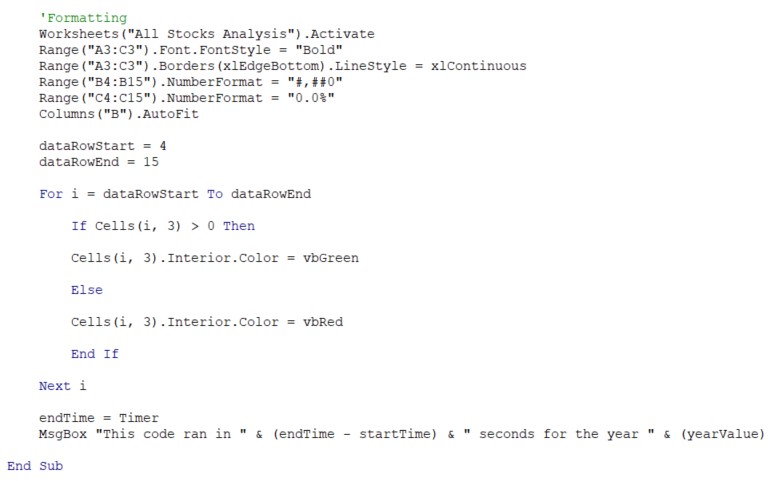 'Formatting
Worksheets("All Stocks Analysis").Activate
Range("A3:C3").Font.FontStyle = "Bold"
Range("A3:C3").Borders(xlEdgeBottom).LineStyle = xlContinuous
Range("B4:B15").NumberFormat = "#,##0"
Range("C4:C15").NumberFormat = "0.0%"
Columns("B").AutoFit
dataRowStart = 4
dataRowEnd = 15
For i = dataRowStart To dataRowEnd
If Cells(i, 3) > 0 Then
Cells(i, 3).Interior.Color = vbGreen
Else
Cells(i, 3).Interior.Color = vbRed
End If
Next i
endTime = Timer
MsgBox "This code ran in " & (endTime - startTime) & " seconds for the year " & (yearValue)
End Sub